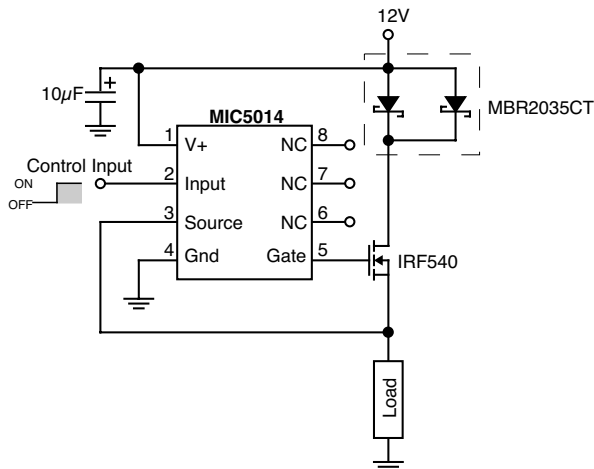 12V
10µF
+
MBR2035CT
MIC5014
1 V+ NC 8
Control Input
ON
OFF
2 Input NC 7
3 Source NC 6
4 Gnd Gate 5
IRF540
Load